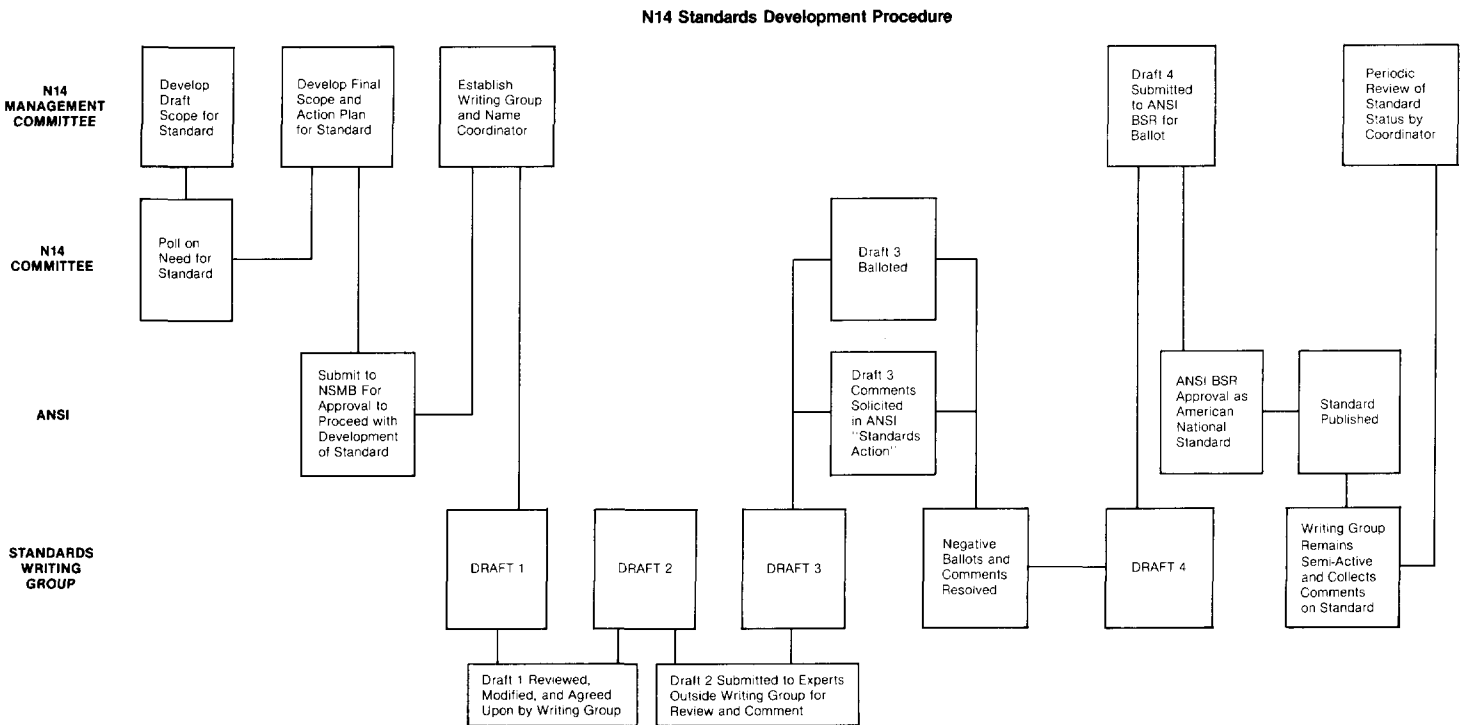 N14 Standards Development Procedure
N14
MANAGEMENT
COMMITTEE
Develop
Draft
Scope for
Standard
Develop Final
Scope and
Action Plan
for Standard
Establish
Writing Group
and Name
Coordinator
Draft 4
Submitted
to ANSI
BSR for
Ballot
Periodic
Review of
Standard
Status by
Coordinator
N14
COMMITTEE
Poll on
Need for
Standard
Draft 3
Balloted
ANSI
Submit to
NSMB For
Approval to
Proceed with
Development
of Standard
Draft 3
Comments
Solicited
in ANSI
"Standards
Action"
ANSI BSR
Approval as
American
National
Standard
Standard
Published
STANDARDS
WRITING
GROUP
DRAFT 1
DRAFT 2
DRAFT 3
Negative
Ballots and
Comments
Resolved
DRAFT 4
Writing Group
Remains
Semi-Active
and Collects
Comments
on Standard
Draft 1 Reviewed,
Modified, and Agreed
Upon by Writing Group
Draft 2 Submitted to Experts
Outside Writing Group for
Review and Comment